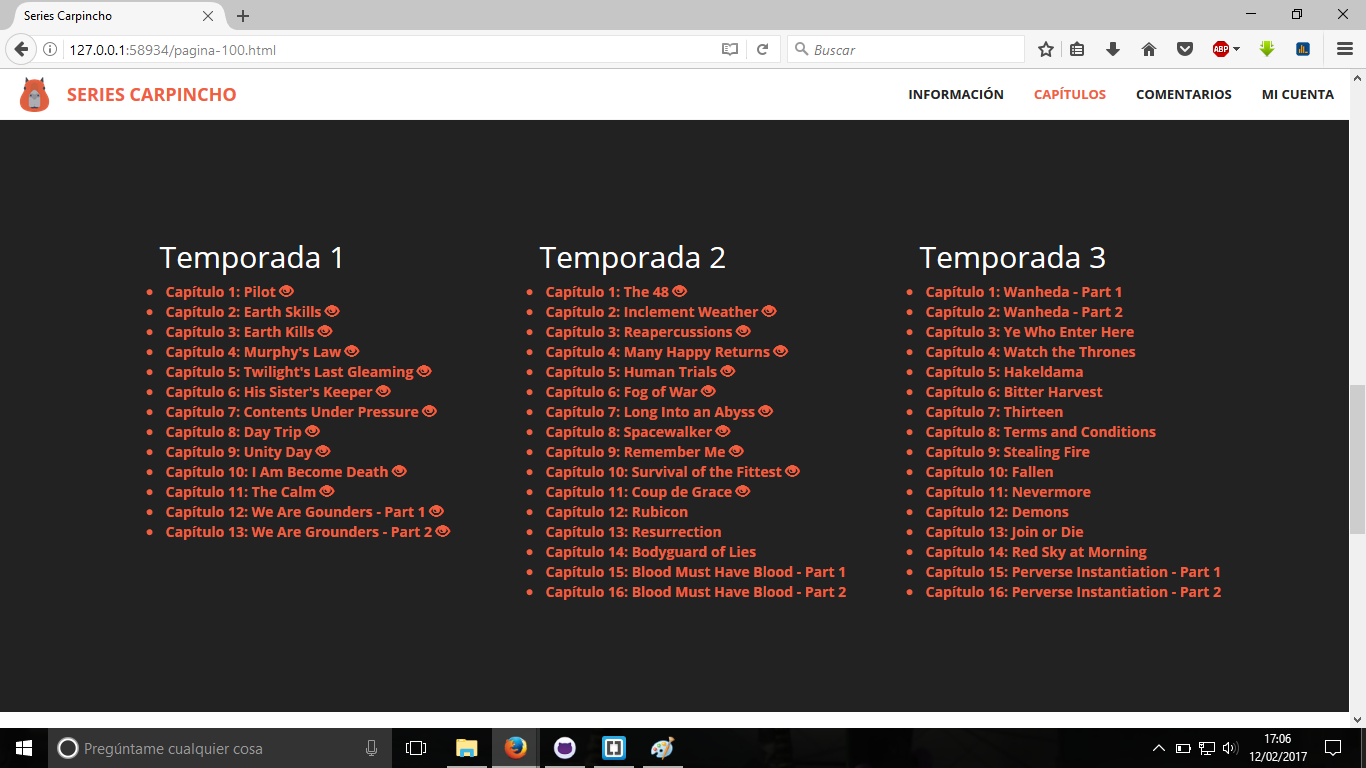 Series Carpincho
127.0.0.1:58934/pagina-100.html
Buscar
ABP
SERIES CARPINCHO
INFORMACIÓN
CAPÍTULOS
COMENTARIOS
MI CUENTA
Temporada 1
Capítulo 1: Pilot
Capítulo 2: Earth Skills
Capítulo 3: Earth Kills
Capítulo 4: Murphy's Law
Capítulo 5: Twilight's Last Gleaming
Capítulo 6: His Sister's Keeper
Capítulo 7: Contents Under Pressure
Capítulo 8: Day Trip
Capítulo 9: Unity Day
Capítulo 10: I Am Become Death
Capítulo 11: The Calm
Capítulo 12: We Are Gounders - Part 1
Capítulo 13: We Are Grounders - Part 2
Temporada 2
Capítulo 1: The 48
Capítulo 2: Inclement Weather
Capítulo 3: Reapercussions
Capítulo 4: Many Happy Returns
Capítulo 5: Human Trials
Capítulo 6: Fog of War
Capítulo 7: Long Into an Abyss
Capítulo 8: Spacewalker
Capítulo 9: Remember Me
Capítulo 10: Survival of the Fittest
Capítulo 11: Coup de Grace
Capítulo 12: Rubicon
Capítulo 13: Resurrection
Capítulo 14: Bodyguard of Lies
Capítulo 15: Blood Must Have Blood - Part 1
Capítulo 16: Blood Must Have Blood - Part 2
Temporada 3
Capítulo 1: Wanheda - Part 1
Capítulo 2: Wanheda - Part 2
Capítulo 3: Ye Who Enter Here
Capítulo 4: Watch the Thrones
Capítulo 5: Hakeldama
Capítulo 6: Bitter Harvest
Capítulo 7: Thirteen
Capítulo 8: Terms and Conditions
Capítulo 9: Stealing Fire
Capítulo 10: Fallen
Capítulo 11: Nevermore
Capítulo 12: Demons
Capítulo 13: Join or Die
Capítulo 14: Red Sky at Morning
Capítulo 15: Perverse Instantiation - Part 1
Capítulo 16: Perverse Instantiation - Part 2
Pregúntame cualquier cosa
17:06
12/02/2017